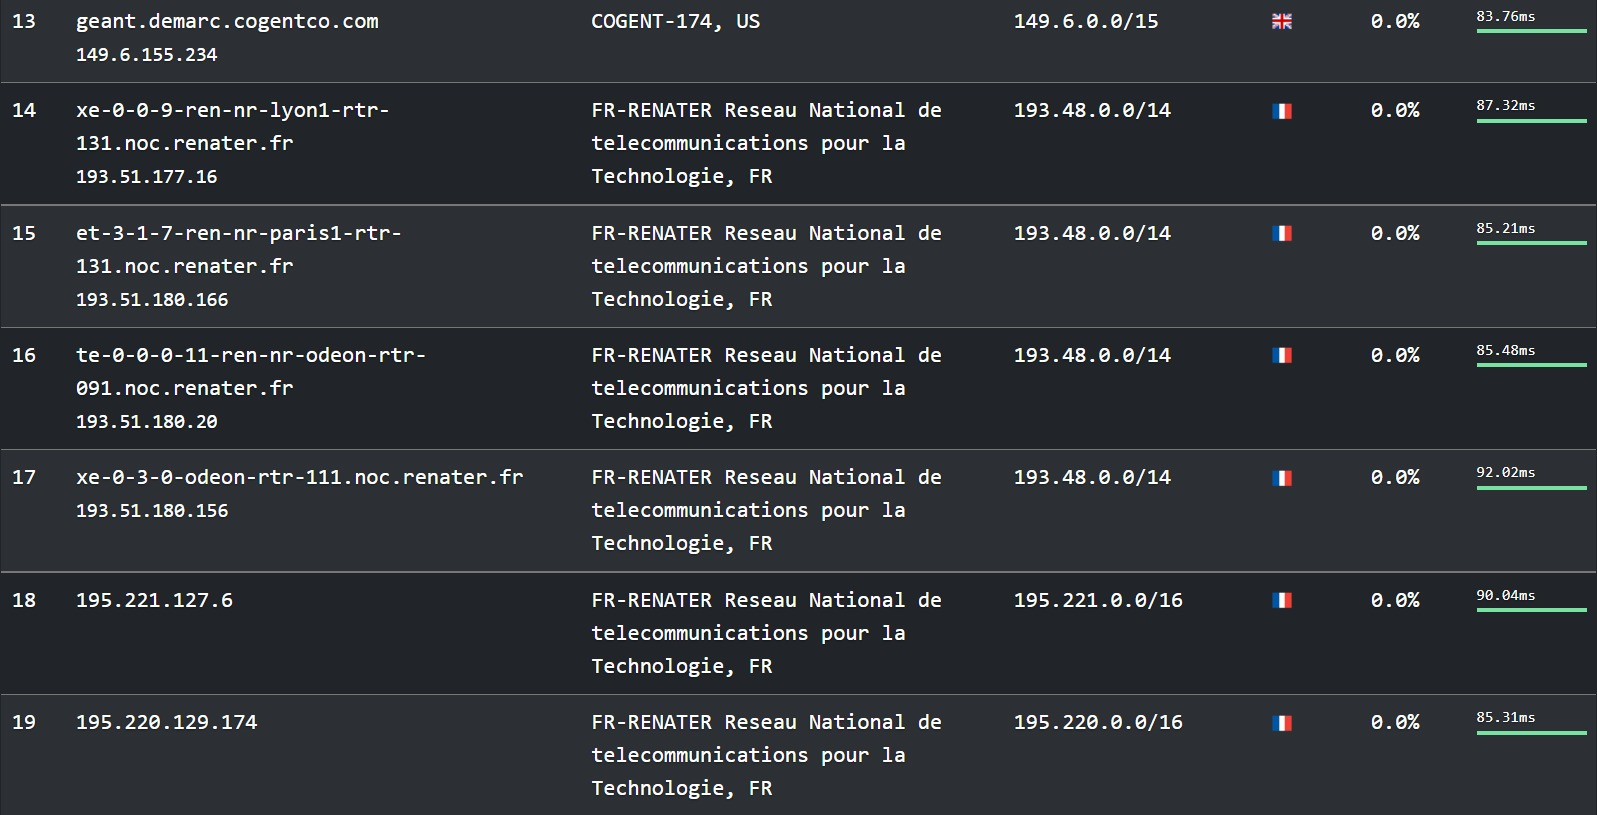 13 geant.demarc.cogentco.com COGENT-174, US 149.6.0.0/15 0.0% 83.76ms
149.6.155.234
14 xe-0-0-9-ren-nr-lyon1-rtr- FR-RENATER Reseau National de 193.48.0.0/14 0.0% 87.32ms
131.noc.renater.fr telecommunications pour la
193.51.177.16 Technologie, FR
15 et-3-1-7-ren-nr-paris1-rtr- FR-RENATER Reseau National de 193.48.0.0/14 0.0% 85.21ms
131.noc.renater.fr telecommunications pour la
193.51.180.166 Technologie, FR
16 te-0-0-0-11-ren-nr-odeon-rtr- FR-RENATER Reseau National de 193.48.0.0/14 0.0% 85.48ms
091.noc.renater.fr telecommunications pour la
193.51.180.20 Technologie, FR
17 xe-0-3-0-odeon-rtr-111.noc.renater.fr FR-RENATER Reseau National de 193.48.0.0/14 0.0% 92.02ms
193.51.180.156 telecommunications pour la
Technologie, FR
18 195.221.127.6 FR-RENATER Reseau National de 195.221.0.0/16 0.0% 90.04ms
telecommunications pour la
Technologie, FR
19 195.220.129.174 FR-RENATER Reseau National de 195.220.0.0/16 0.0% 85.31ms
telecommunications pour la
Technologie, FR